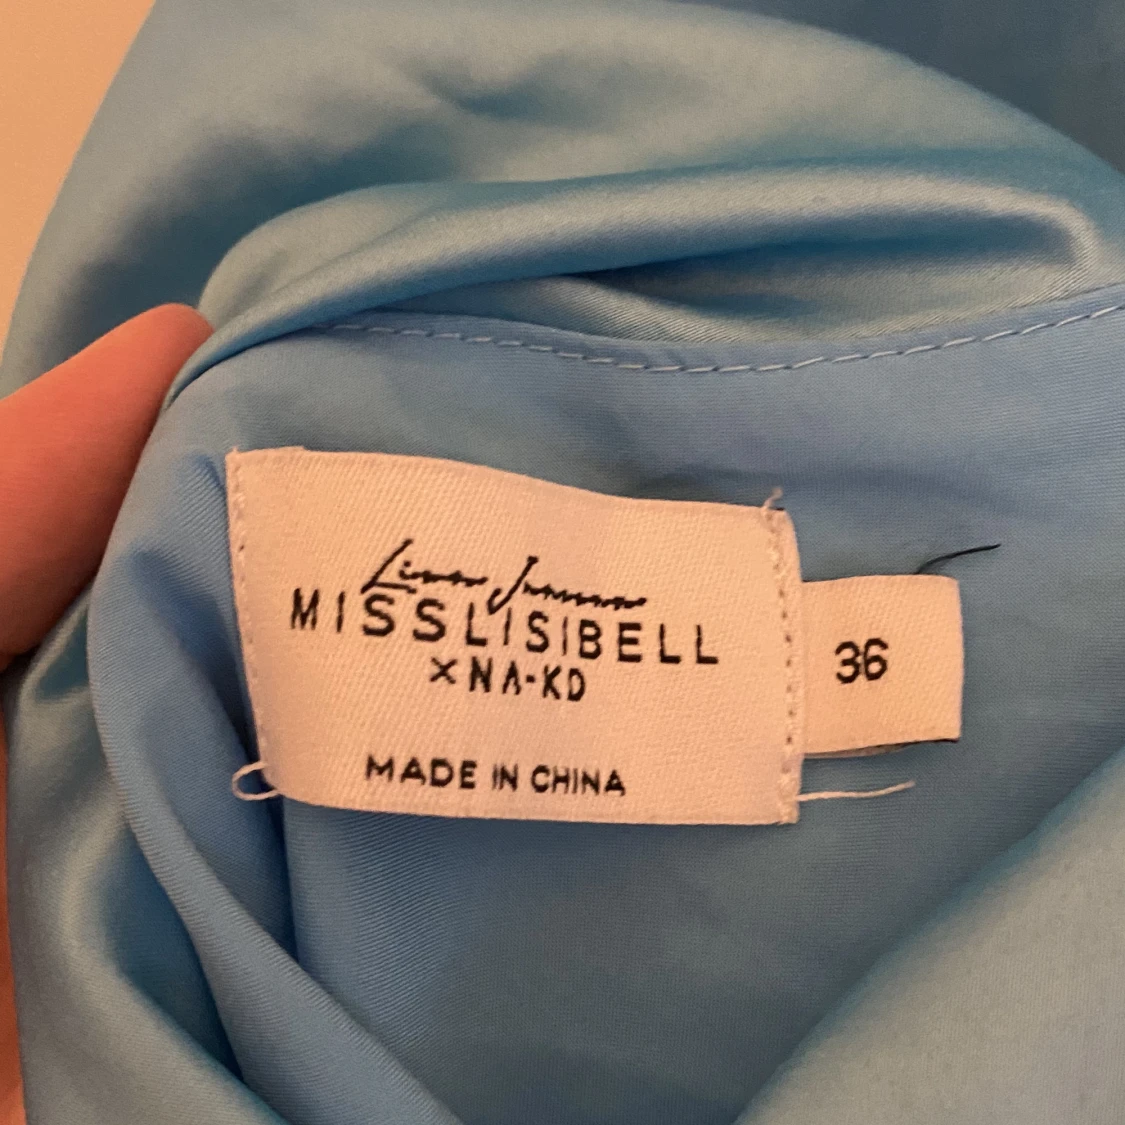 MISSLISIBELL
×NA-KD
36
MADE IN CHINA